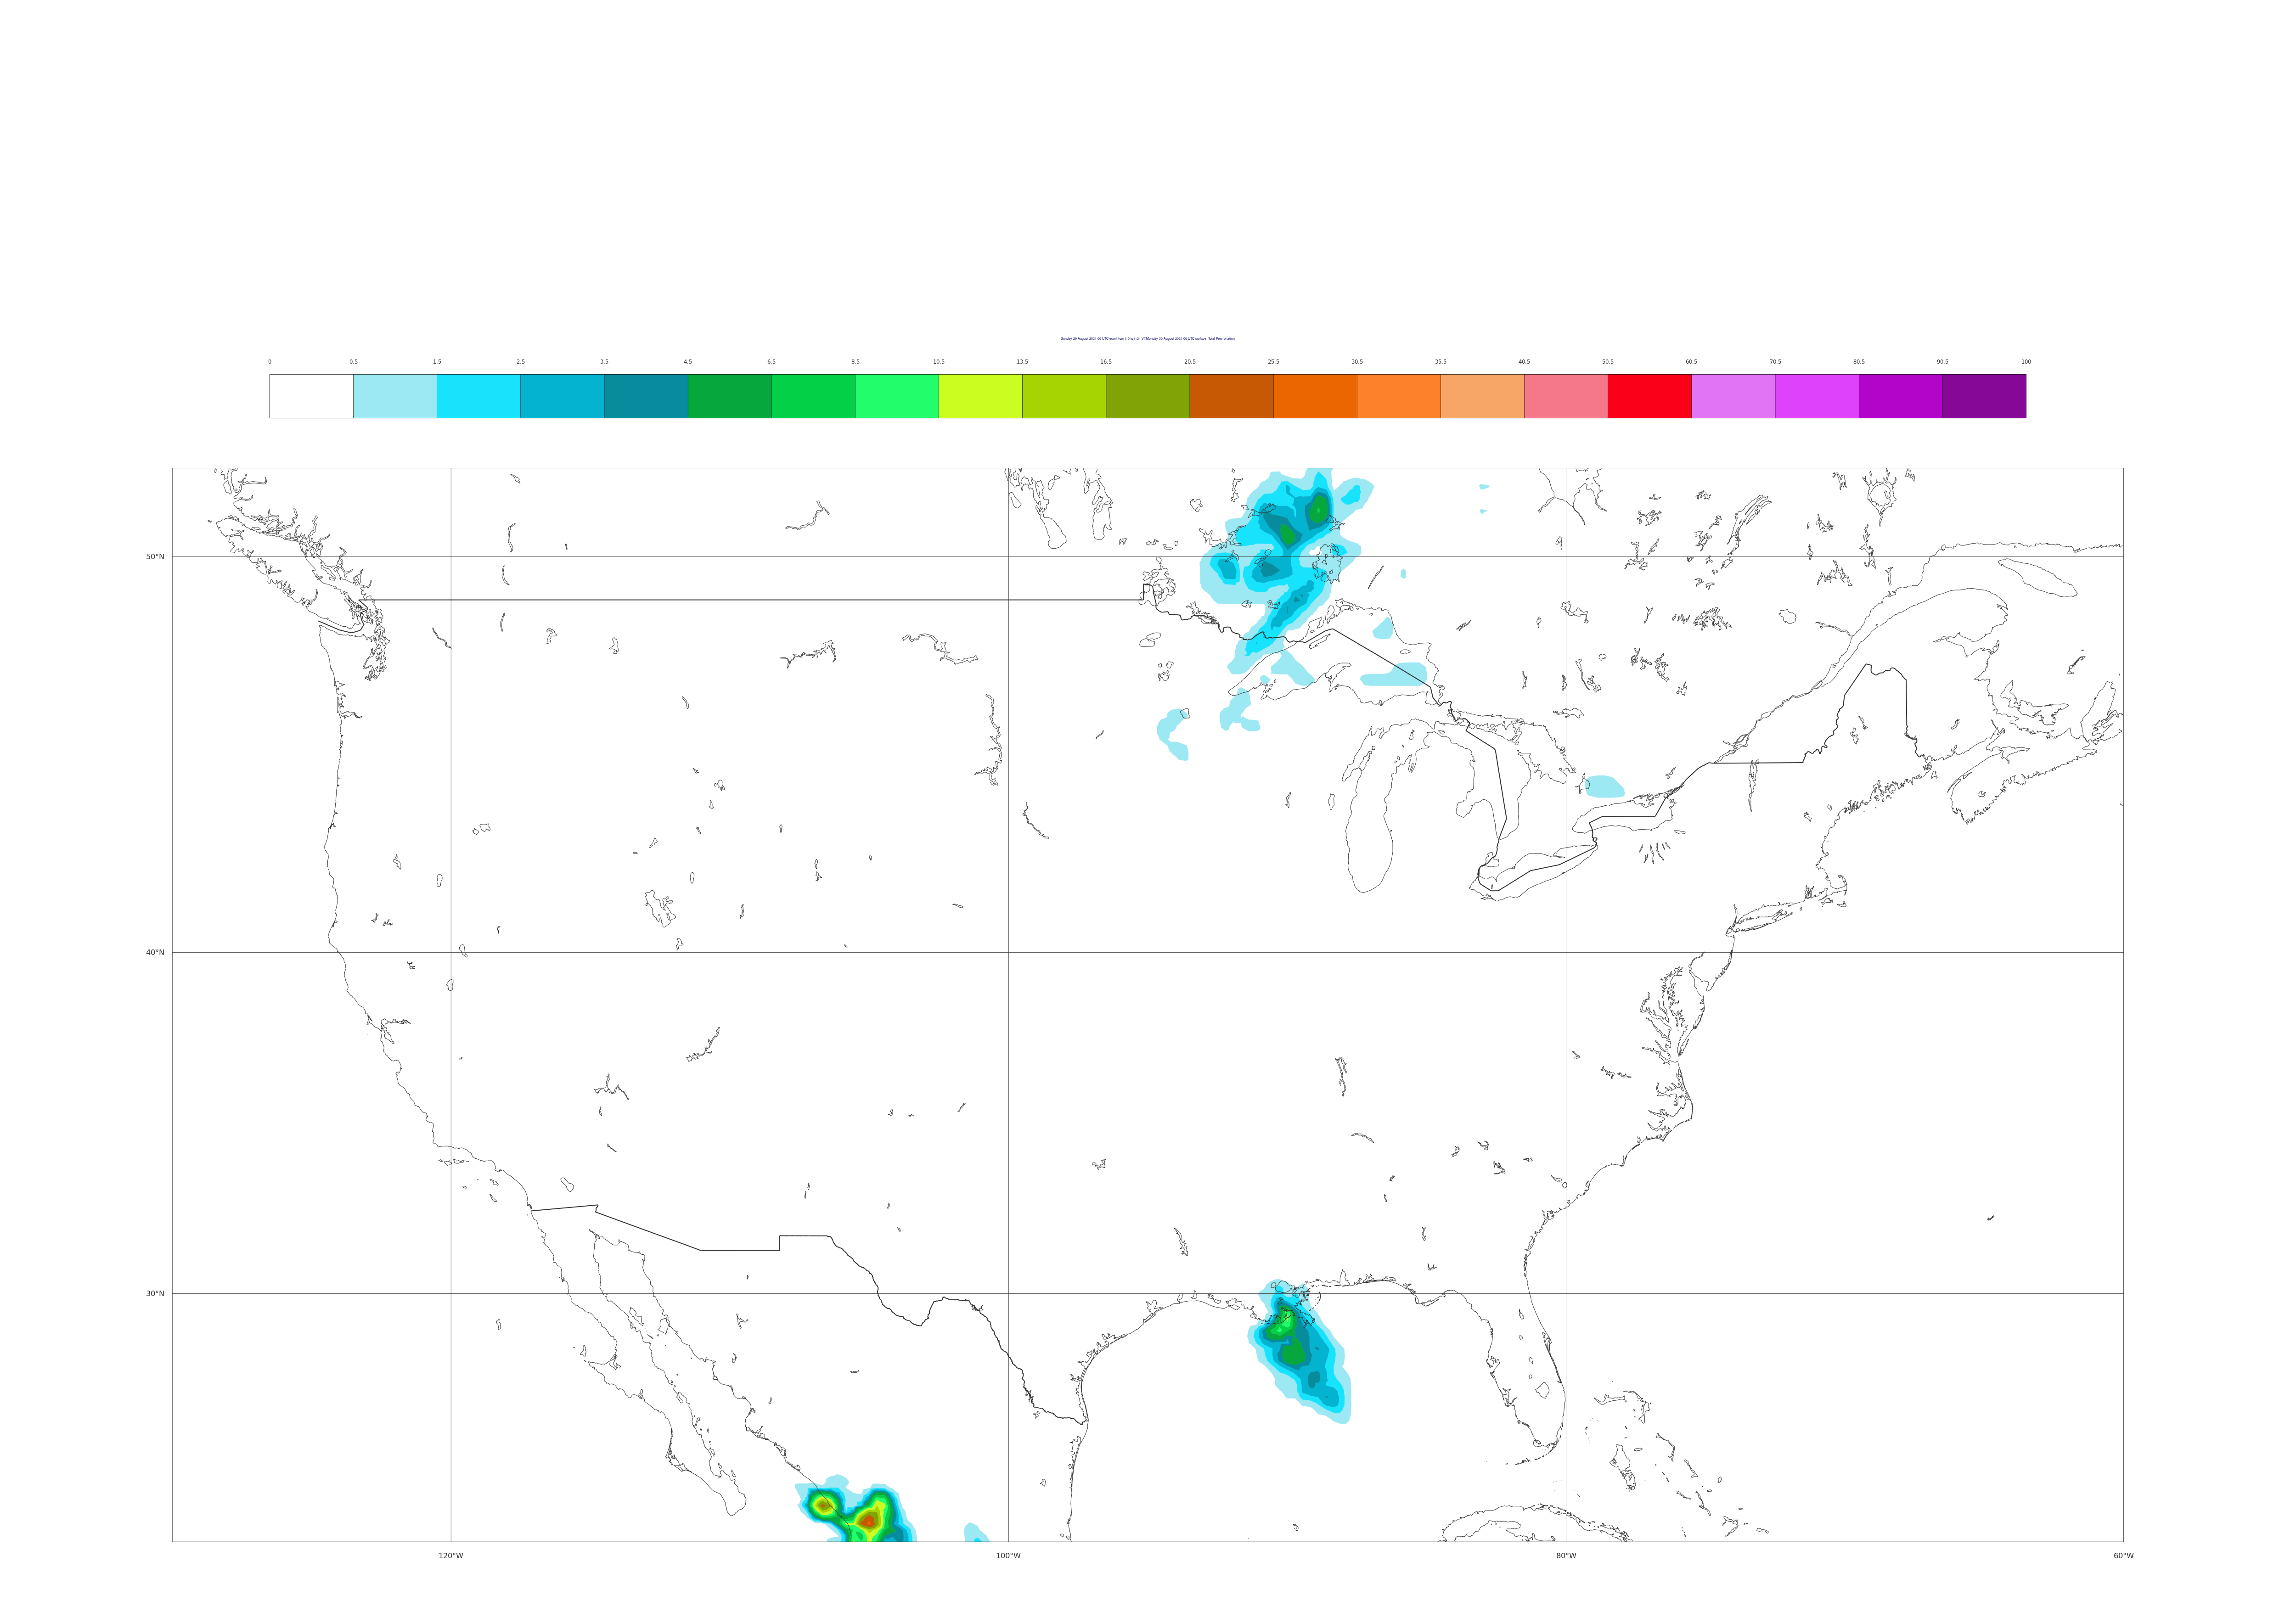 Sunday 29 August 2021 00 UTC ecmf t+ VT:Monday 30 August 2021 00 UTC surface Total Precipitation
0 0.5 1.5 2.5 3.5 4.5 6.5 8.5 10.5 13.5 16.5 20.5 25.5 30.5 35.5 40.5 50.5 60.5 70.5 80.5 90.5 100
50°N
40°N
30°N
120°W 100°W 80°W 60°W